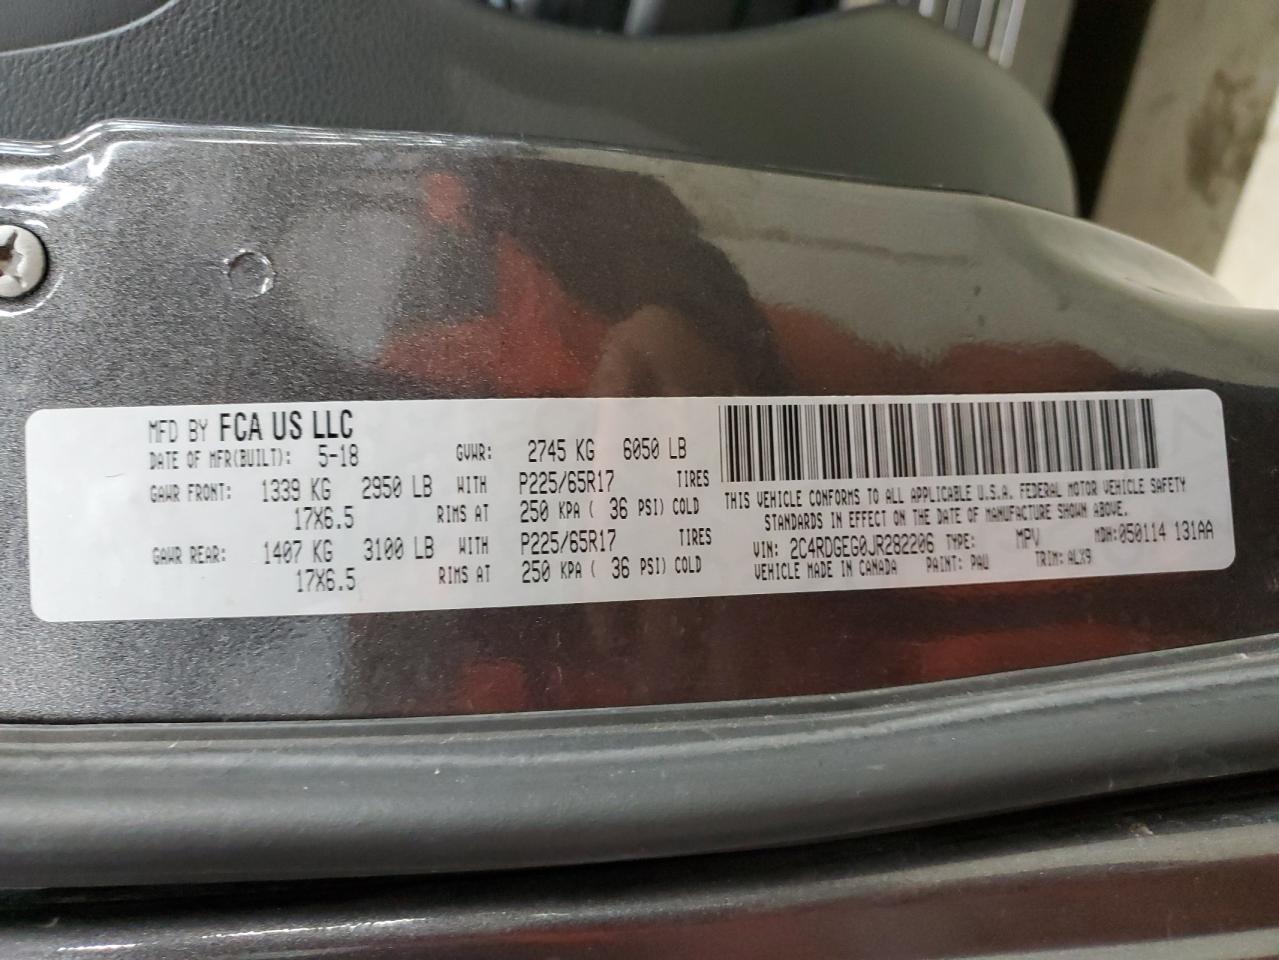 MFD BY FCA US LLC
DATE OF MFR(BUILT): 5-18 GVWR: 2745 KG 6050 LB
GAWR FRONT: 1339 KG 2950 LB WITH P225/65R17 TIRES
17X6.5 RIMS AT 250 KPA ( 36 PSI) COLD
GAWR REAR: 1407 KG 3100 LB WITH P225/65R17 TIRES
17X6.5 RIMS AT 250 KPA ( 36 PSI) COLD
THIS VEHICLE CONFORMS TO ALL APPLICABLE U.S.A. FEDERAL MOTOR VEHICLE SAFETY
STANDARDS IN EFFECT ON THE DATE OF MANUFACTURE SHOWN ABOVE.
VIN: 2C4RDGEG0JR282206 TYPE: MPV MDH:050114 131AA
VEHICLE MADE IN CANADA PAINT: PAU TRIM:ALX9